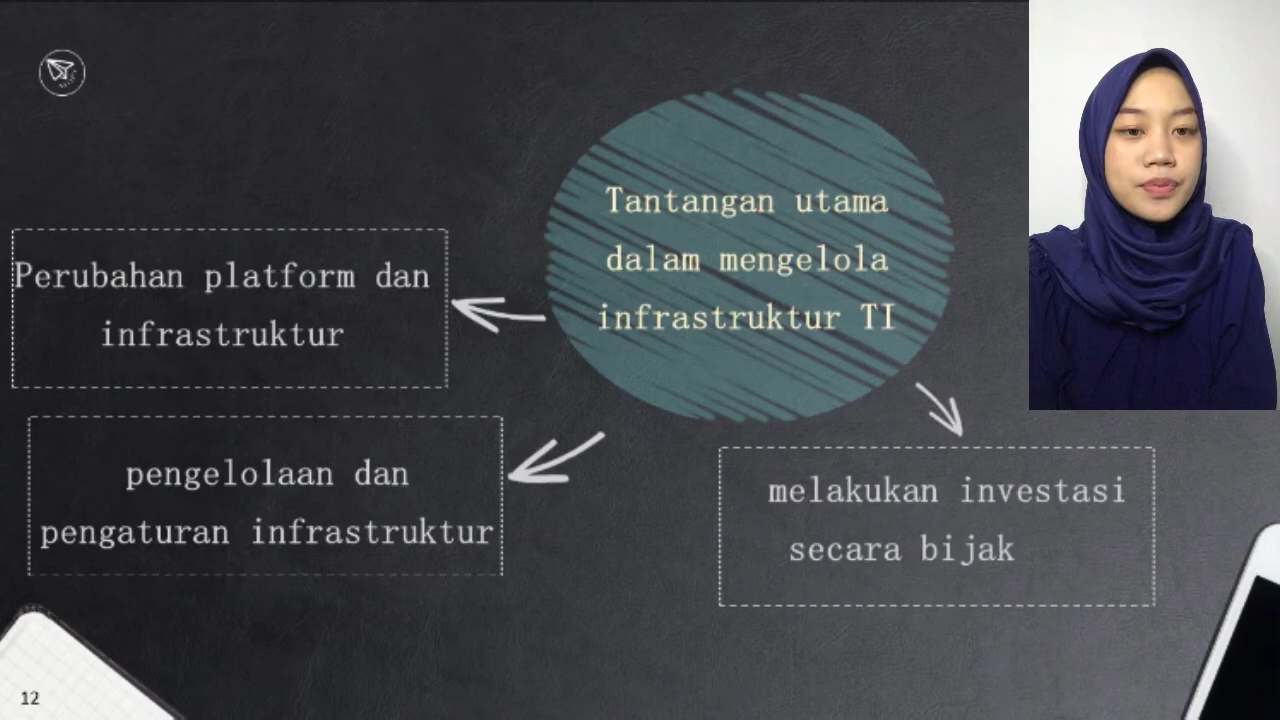 Tantangan utama
dalam mengelola
infrastruktur TI
Perubahan platform dan
infrastruktur
pengelolaan dan
pengaturan infrastruktur
melakukan investasi
secara bijak
12